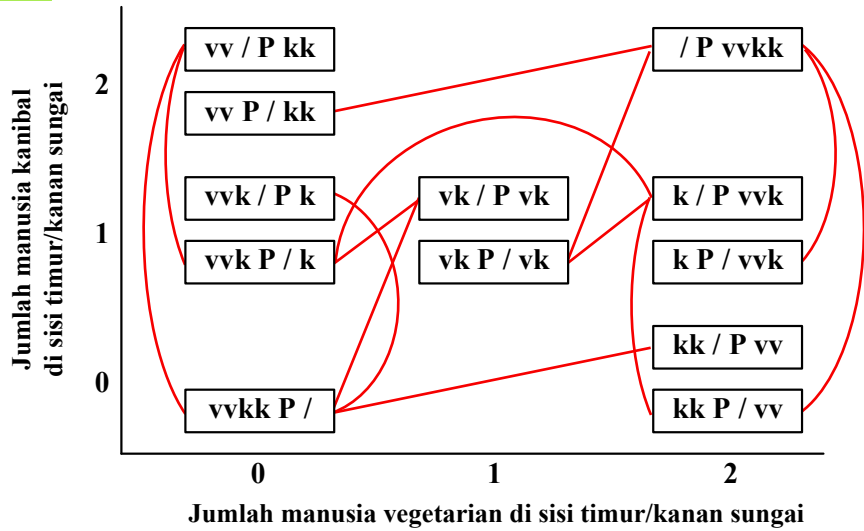 vv / P kk
/ P vvkk
2
vv P / kk
vvk / P k
vk / P vk
k / P vvk
1
vvk P / k
vk P / vk
k P / vvk
kk / P vv
0
vvkk P /
kk P / vv
0
1
2
Jumlah manusia kanibal
di sisi timur/kanan sungai
Jumlah manusia vegetarian di sisi timur/kanan sungai